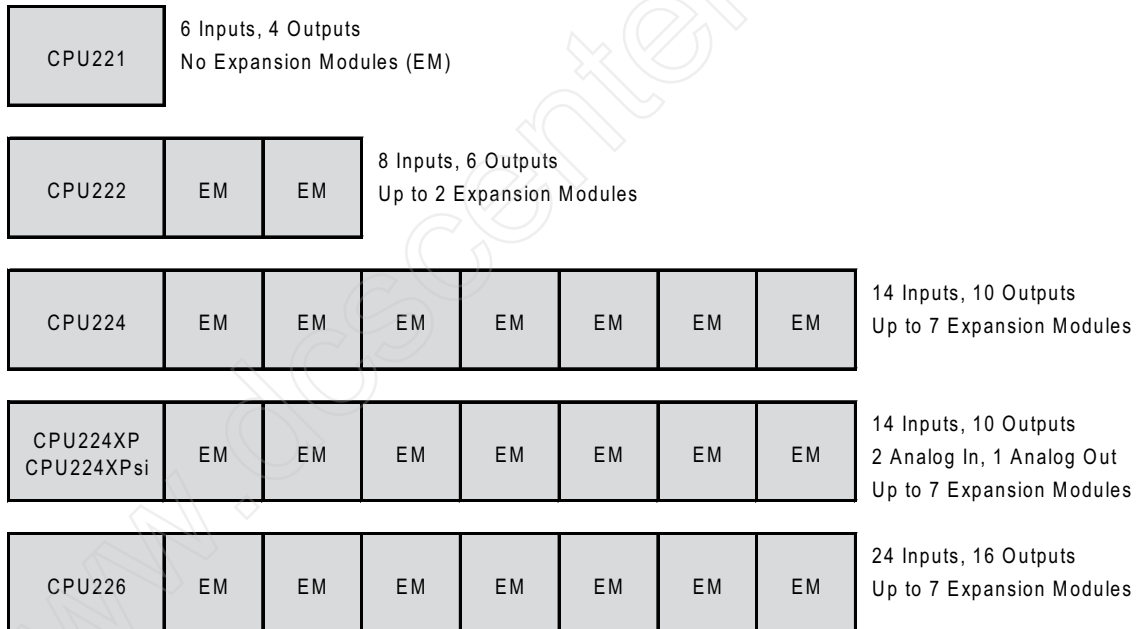 CPU221
6 Inputs, 4 Outputs
No Expansion Modules (EM)
CPU222 EM EM
8 Inputs, 6 Outputs
Up to 2 Expansion Modules
CPU224 EM EM EM EM EM EM EM
14 Inputs, 10 Outputs
Up to 7 Expansion Modules
CPU224XP
CPU224XPsi EM EM EM EM EM EM EM
14 Inputs, 10 Outputs
2 Analog In, 1 Analog Out
Up to 7 Expansion Modules
CPU226 EM EM EM EM EM EM EM
24 Inputs, 16 Outputs
Up to 7 Expansion Modules
www.dcscenter